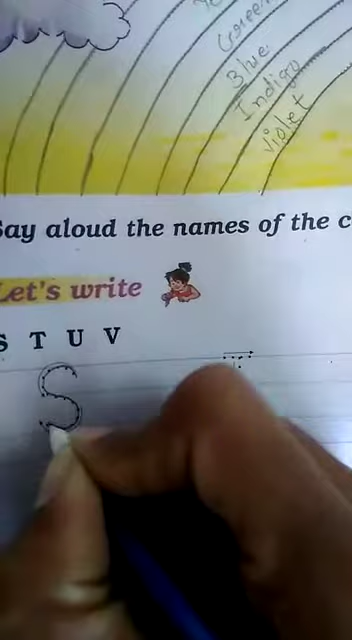 Green
Blue
Indigo
Violet
Say aloud the names of the c
Let's write
S T U V
S